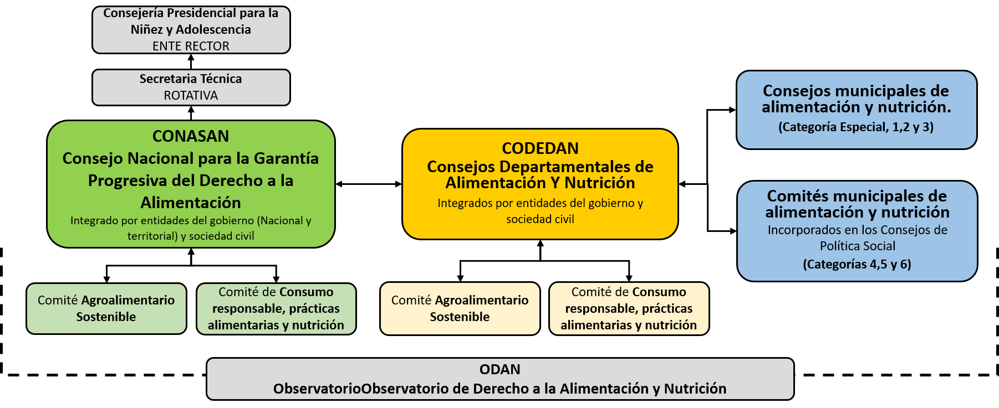 Consejería Presidencial para la
Niñez y Adolescencia
ENTE RECTOR
Secretaria Técnica
ROTATIVA
CONASAN
Consejo Nacional para la Garantía
Progresiva del Derecho a la
Alimentación
Integrado por entidades del gobierno (Nacional y
territorial) y sociedad civil
Comité Agroalimentario
Sostenible
Comité de Consumo
responsable, prácticas
alimentarias y nutrición
CODEDAN
Consejos Departamentales de
Alimentación Y Nutrición
Integrados por entidades del gobierno y
sociedad civil
Comité Agroalimentario
Sostenible
Comité de Consumo
responsable, prácticas
alimentarias y nutrición
Consejos municipales de
alimentación y nutrición.
(Categoría Especial, 1,2 y 3)
Comités municipales de
alimentación y nutrición
Incorporados en los Consejos de
Política Social
(Categorías 4,5 y 6)
ODAN
ObservatorioObservatorio de Derecho a la Alimentación y Nutrición